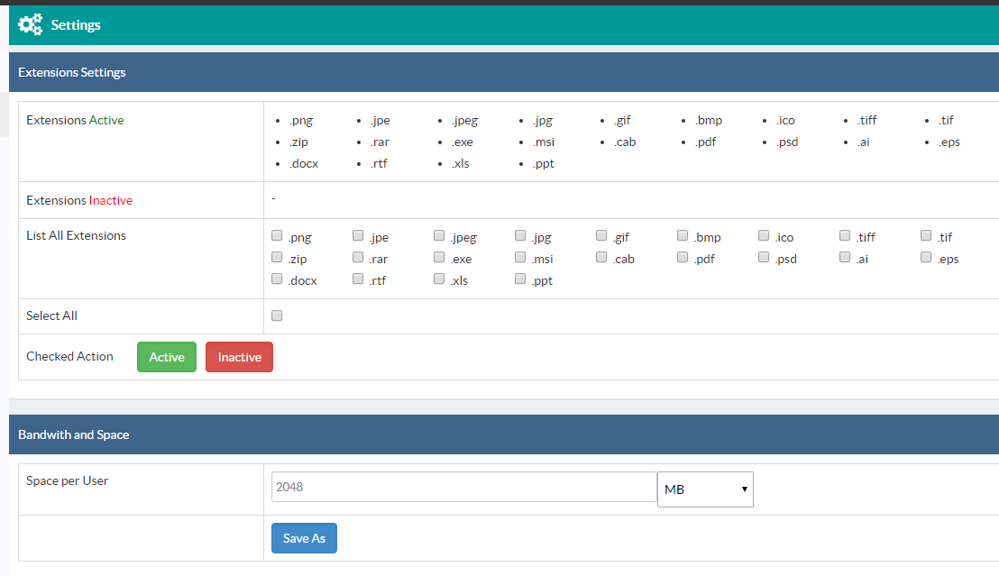 Settings
Extensions Settings
Extensions Active
• .png • .jpe • .jpeg • .jpg • .gif • .bmp • .ico • .tiff • .tif
• .zip • .rar • .exe • .msi • .cab • .pdf • .psd • .ai • .eps
• .docx • .rtf • .xls • .ppt
Extensions Inactive -
List All Extensions
.png .jpe .jpeg .jpg .gif .bmp .ico .tiff .tif
.zip .rar .exe .msi .cab .pdf .psd .ai .eps
.docx .rtf .xls .ppt
Select All
Checked Action Active Inactive
Bandwith and Space
Space per User 2048 MB
Save As